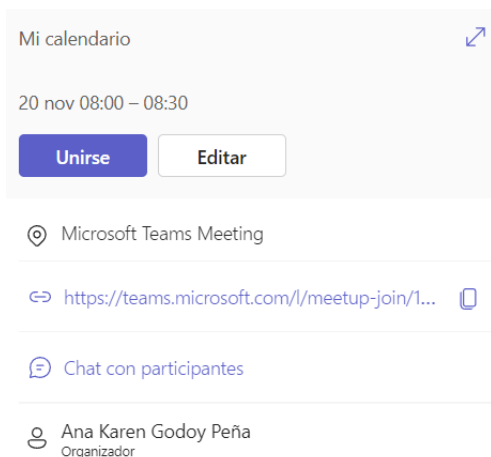 Mi calendario
20 nov 08:00 – 08:30
Unirse Editar
Microsoft Teams Meeting
https://teams.microsoft.com/l/meetup-join/1...
Chat con participantes
Ana Karen Godoy Peña
Organizador